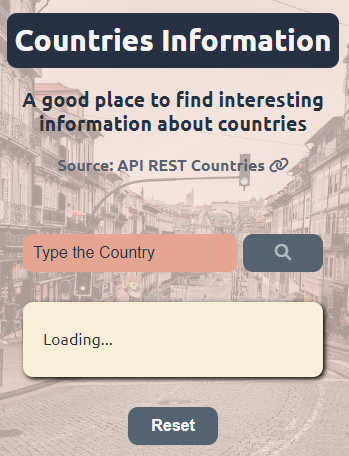 Countries Information
A good place to find interesting
information about countries
Source: API REST Countries
Type the Country
Loading...
Reset